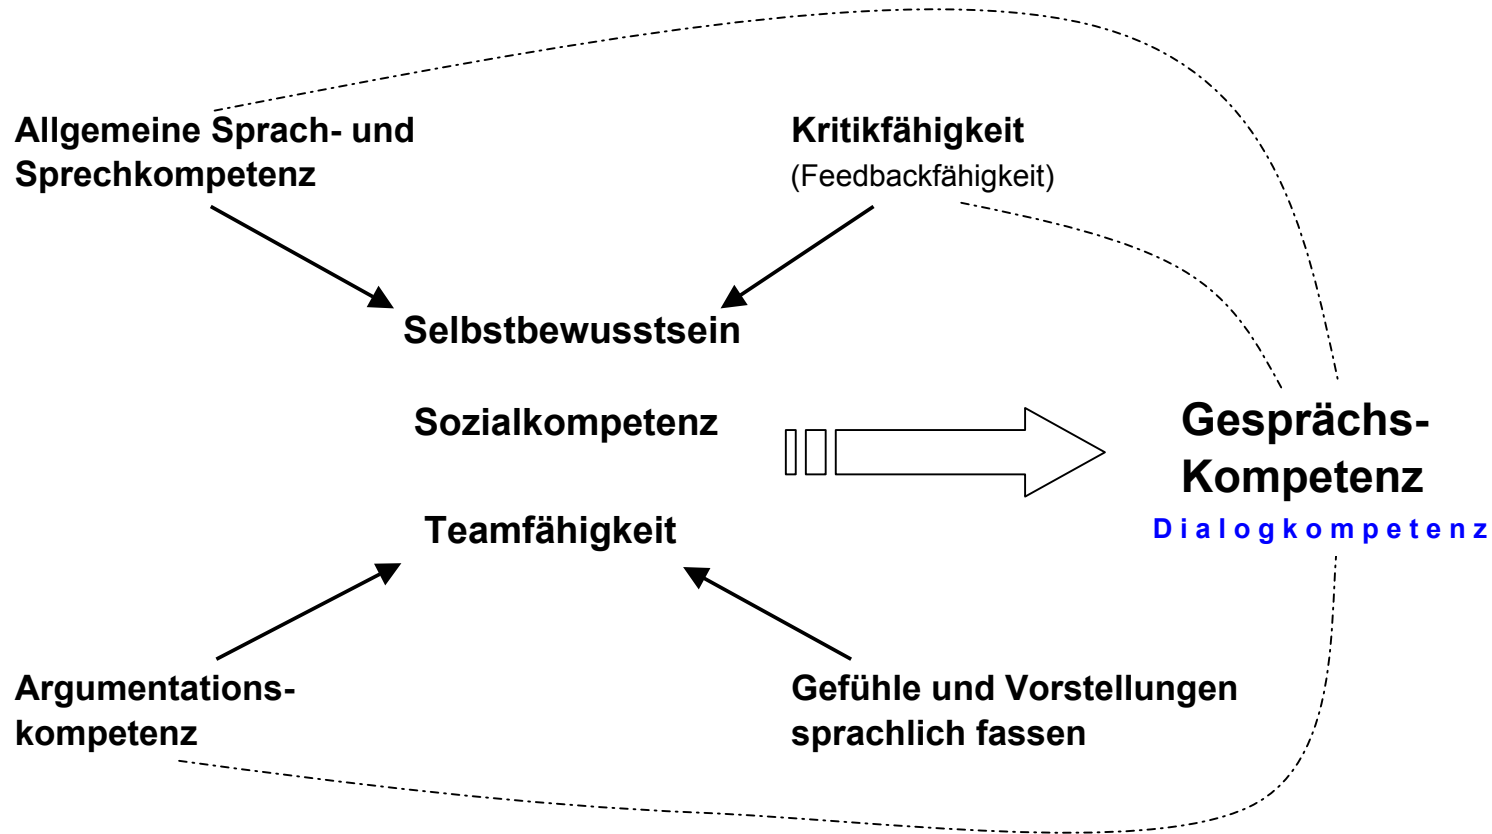 Allgemeine Sprach- und
Sprechkompetenz
Kritikfähigkeit
(Feedbackfähigkeit)
Selbstbewusstsein
Sozialkompetenz
Teamfähigkeit
Gesprächs-
Kompetenz
Dialogkompetenz
Argumentations-
kompetenz
Gefühle und Vorstellungen
sprachlich fassen